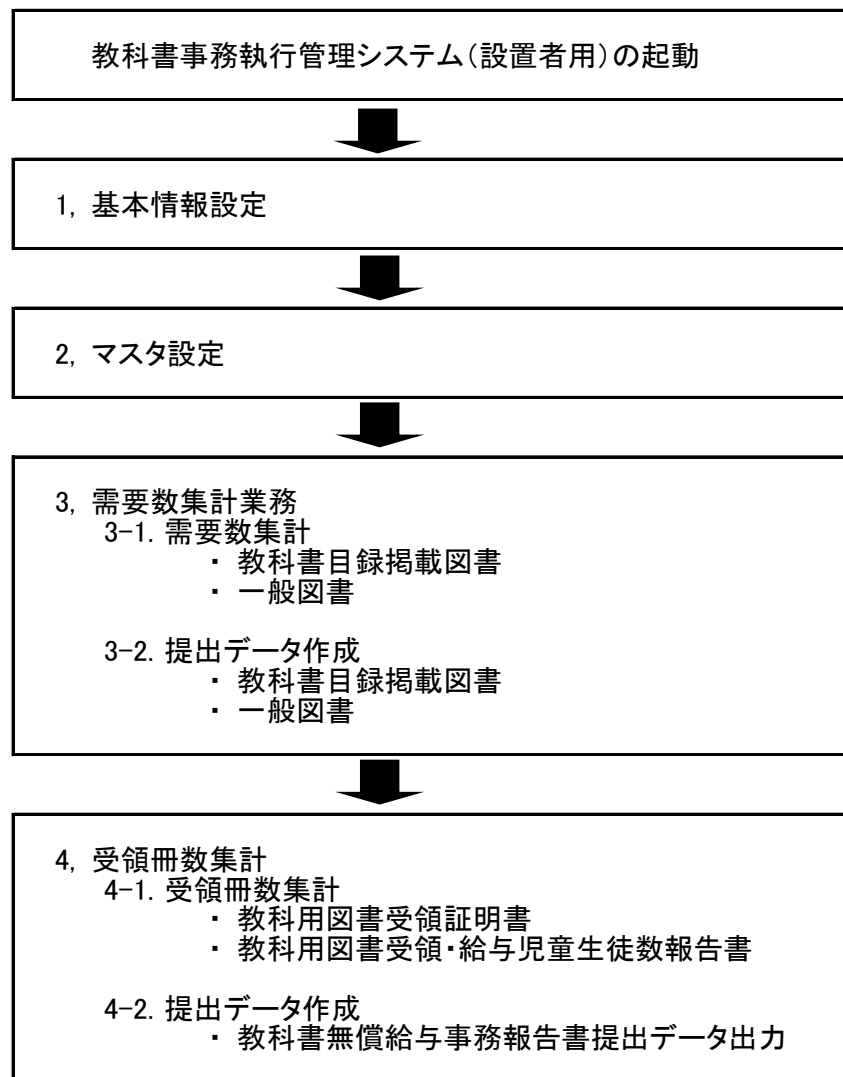 教科書事務執行管理システム(設置者用)の起動
1, 基本情報設定
2, マスタ設定
3, 需要数集計業務
3-1. 需要数集計
・ 教科書目録掲載図書
・ 一般図書
3-2. 提出データ作成
・ 教科書目録掲載図書
・ 一般図書
4, 受領冊数集計
4-1. 受領冊数集計
・ 教科用図書受領証明書
・ 教科用図書受領・給与児童生徒数報告書
4-2. 提出データ作成
・ 教科書無償給与事務報告書提出データ出力